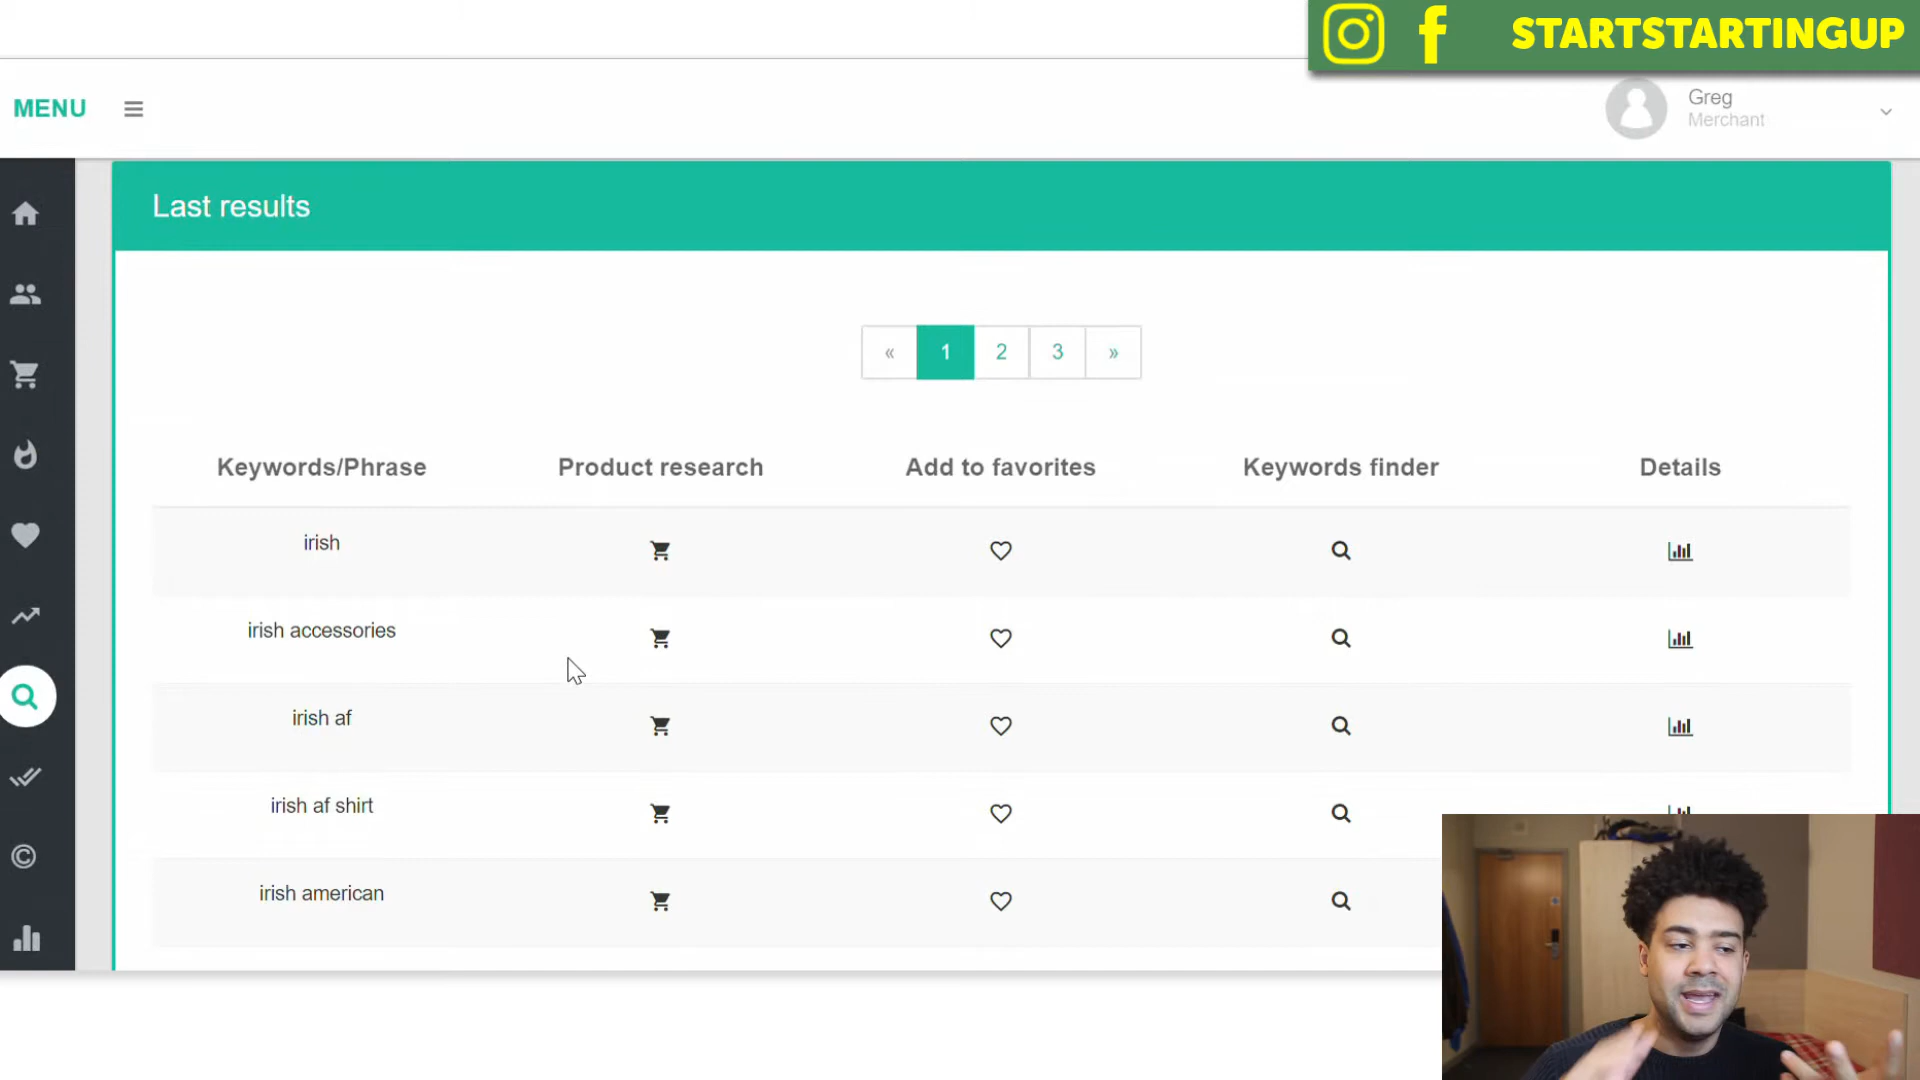 STARTSTARTINGUP
MENU
Greg
Merchant
Last results
« 1 2 3 »
Keywords/Phrase Product research Add to favorites Keywords finder Details
irish
irish accessories
irish af
irish af shirt
irish american